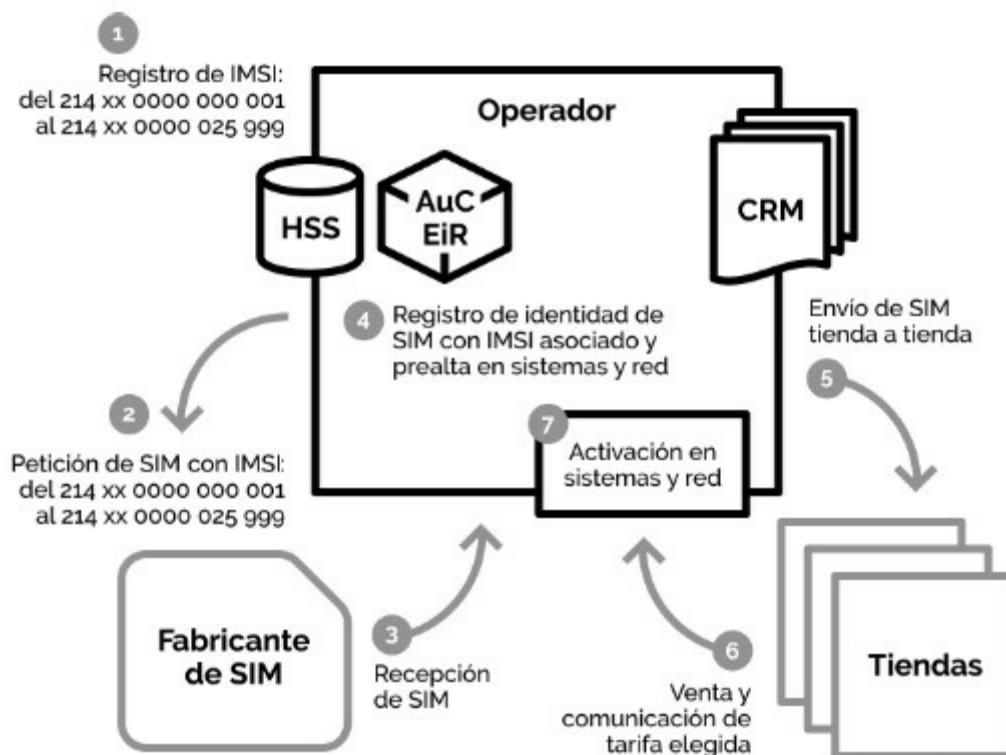 1
Registro de IMSI:
del 214 xx 0000 000 001
al 214 xx 0000 025 999
Operador
HSS
AuC
EiR
CRM
4
Registro de identidad de
SIM con IMSI asociado y
prealta en sistemas y red
Envío de SIM
tienda a tienda
5
2
Petición de SIM con IMSI:
del 214 xx 0000 000 001
al 214 xx 0000 025 999
7
Activación en
sistemas y red
Fabricante
de SIM
3
Recepción
de SIM
6
Venta y
comunicación de
tarifa elegida
Tiendas